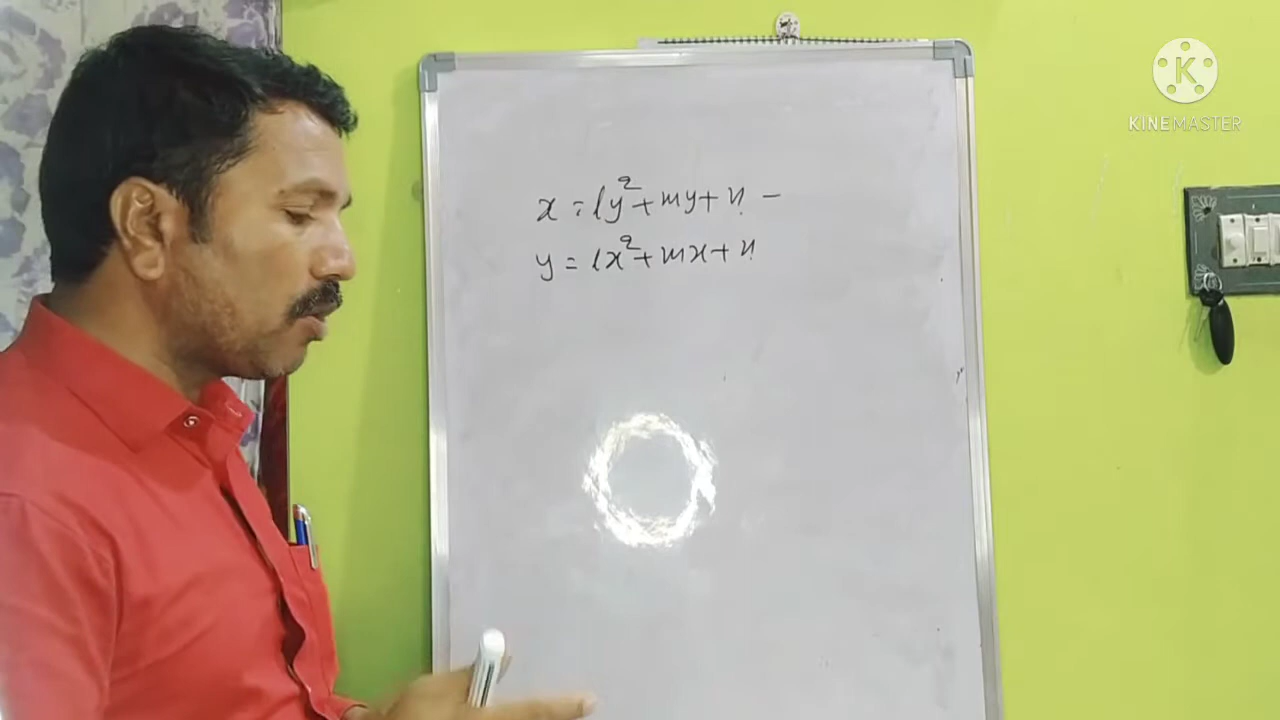 KINEMASTER
x = ly²+my+n −
y = lx²+mx+n